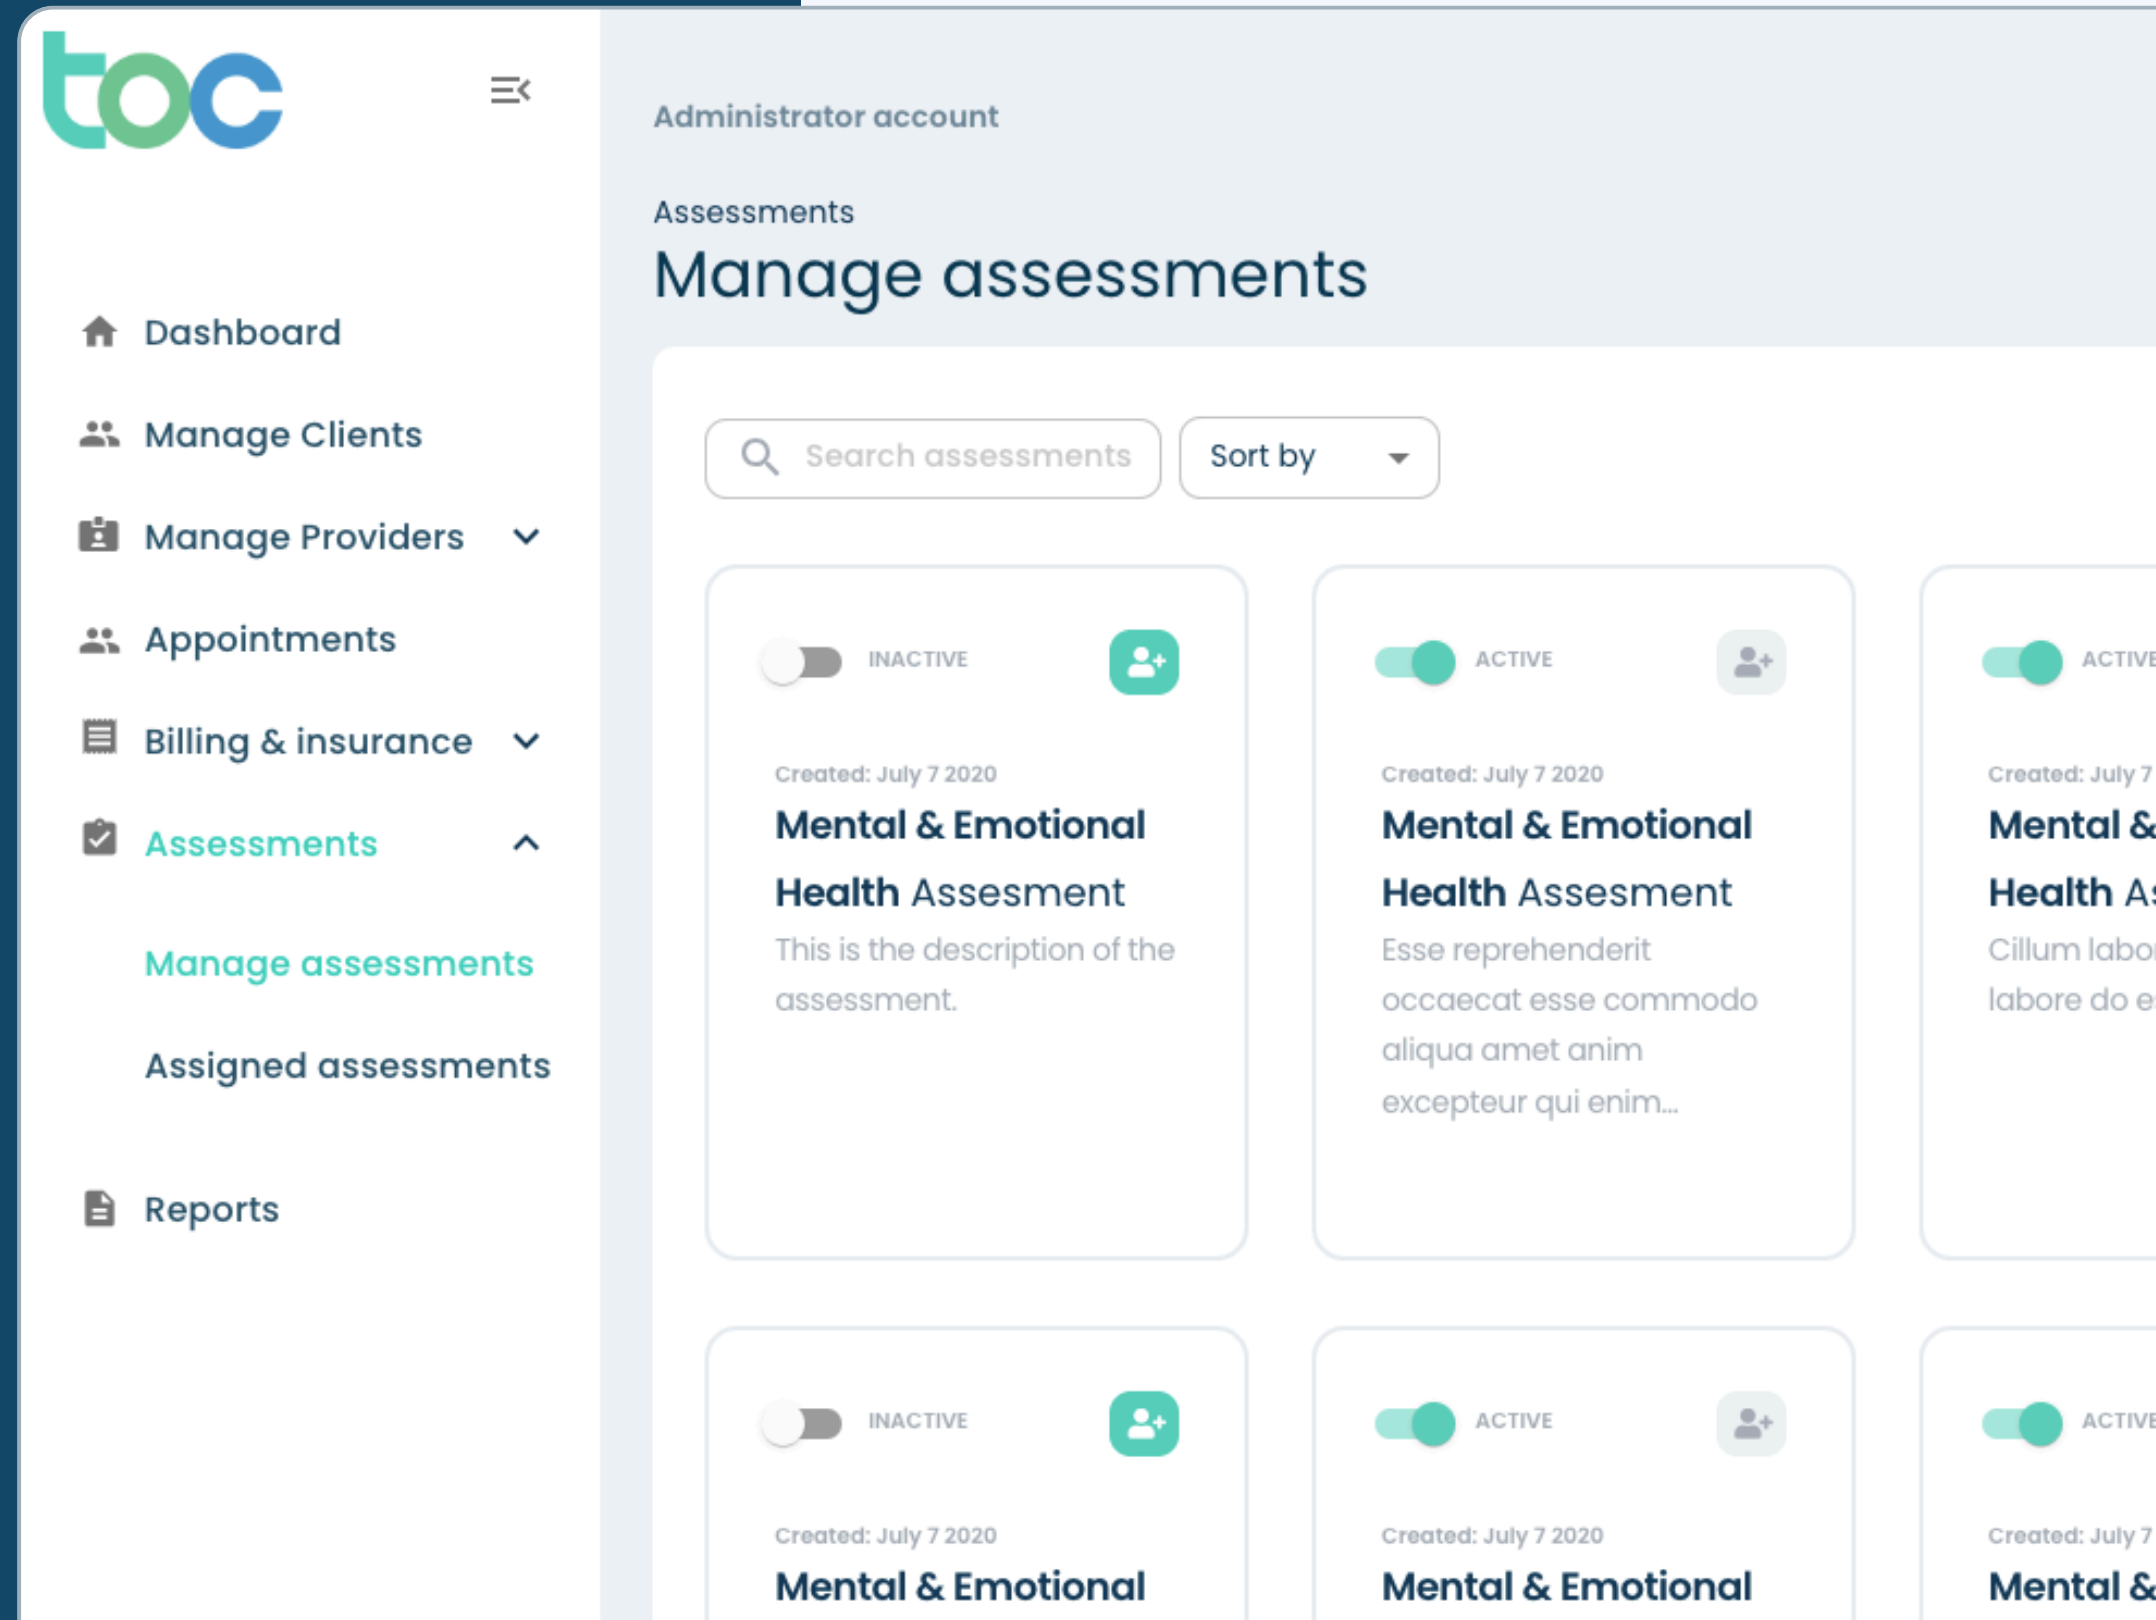 toc
Dashboard
Manage Clients
Manage Providers
Appointments
Billing & insurance
Assessments
Manage assessments
Assigned assessments
Reports
Administrator account
Assessments
Manage assessments
Search assessments
Sort by
INACTIVE
Created: July 7 2020
Mental & Emotional
Health Assesment
This is the description of the
assessment.
ACTIVE
Created: July 7 2020
Mental & Emotional
Health Assesment
Esse reprehenderit
occaecat esse commodo
aliqua amet anim
excepteur qui enim...
ACTIVE
Created: July 7
Mental &
Health
Cillum
labore do
INACTIVE
Created: July 7 2020
Mental & Emotional
ACTIVE
Created: July 7 2020
Mental & Emotional
ACTIVE
Created: July 7
Mental &